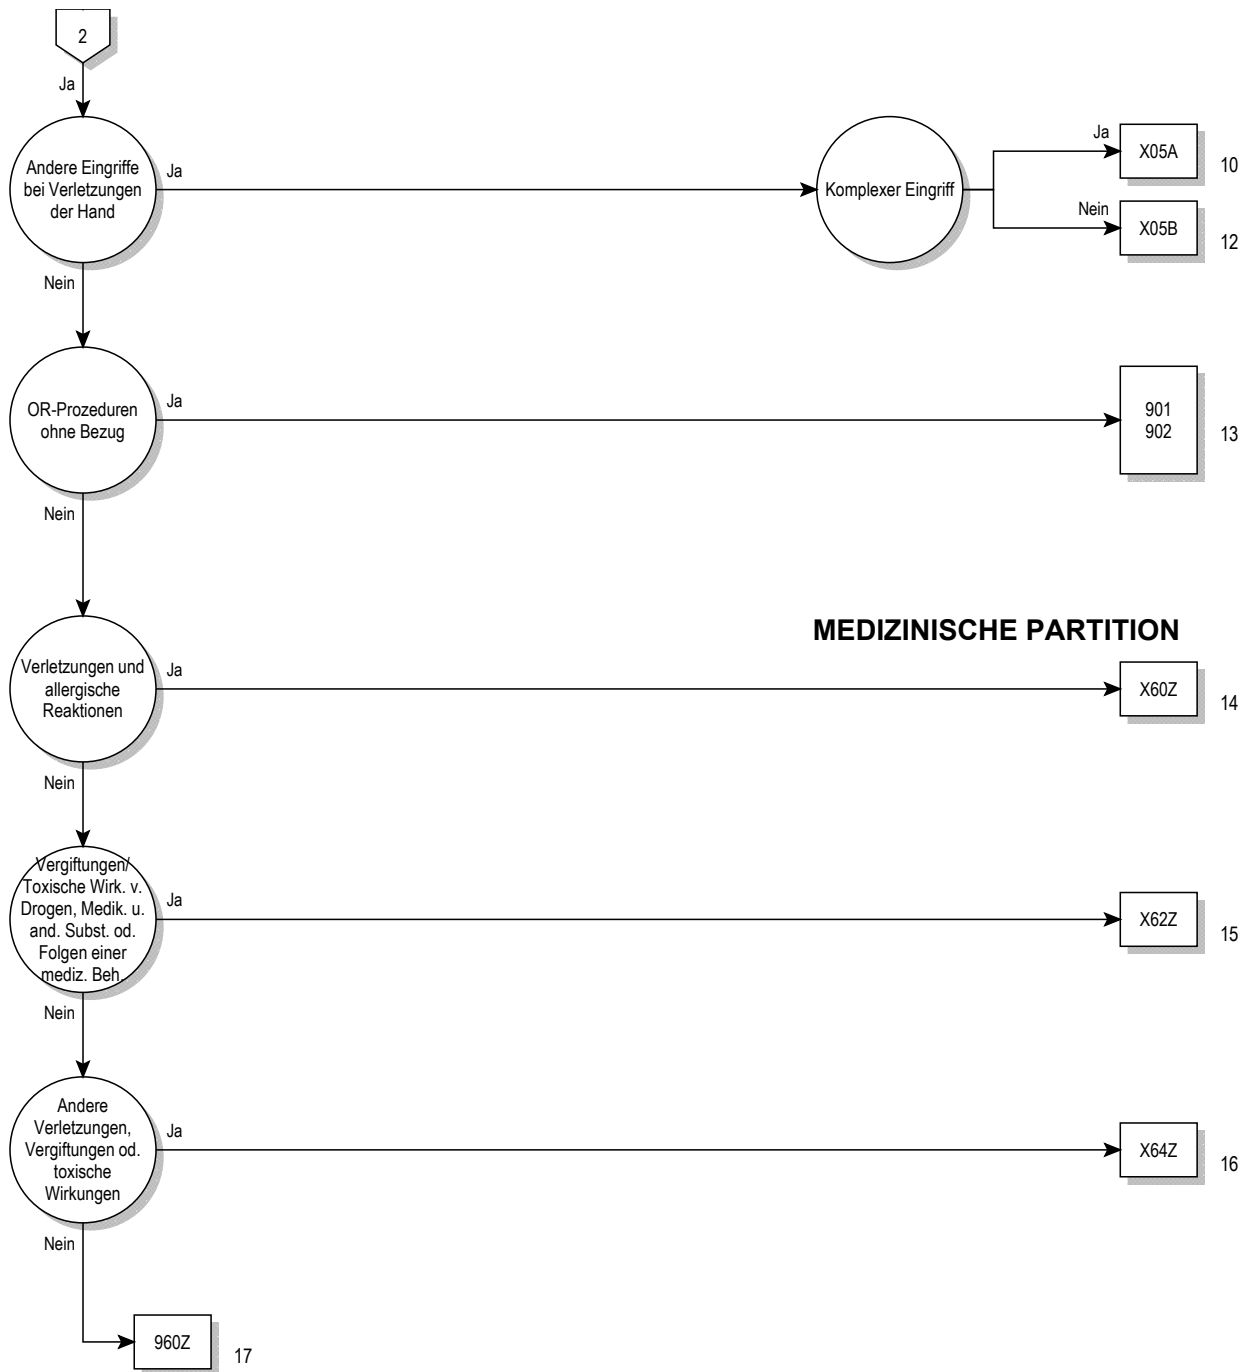 2
Ja
Andere Eingriffe
bei Verletzungen
der Hand
Ja
Komplexer Eingriff
Ja
X05A
10
Nein
X05B
12
Nein
OR-Prozeduren
ohne Bezug
Ja
901
902
13
Nein
MEDIZINISCHE PARTITION
Verletzungen und
allergische
Reaktionen
Ja
X60Z
14
Nein
Vergiftungen/
Toxische Wirk. v.
Drogen, Medik. u.
and. Subst. od.
Folgen einer
mediz. Beh.
Ja
X62Z
15
Nein
Andere
Verletzungen,
Vergiftungen od.
toxische
Wirkungen
Ja
X64Z
16
Nein
960Z
17